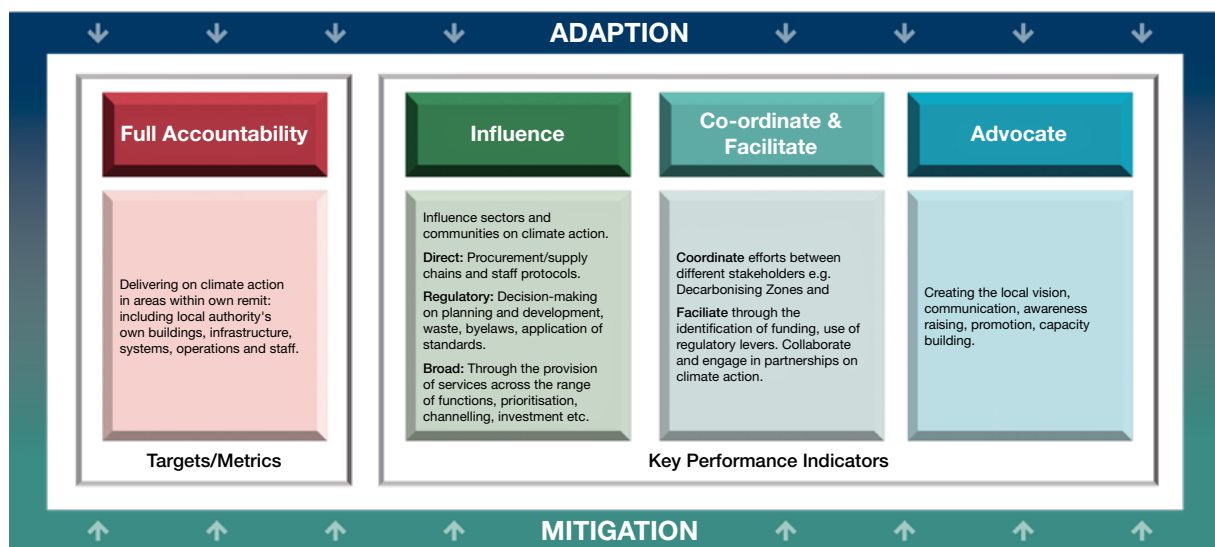 ADAPTION
Full Accountability
Delivering on climate action
in areas within own remit:
including local authority's
own buildings, infrastructure,
systems, operations and staff.
Targets/Metrics
Influence
Influence sectors and
communities on climate action.
Direct: Procurement/supply
chains and staff protocols.
Regulatory: Decision-making
on planning and development,
waste, byelaws, application of
standards.
Broad: Through the provision
of services across the range
of functions, prioritisation,
channelling, investment etc.
Co-ordinate &
Facilitate
Coordinate efforts between
different stakeholders e.g.
Decarbonising Zones and
Faciliate through the
identification of funding, use of
regulatory levers. Collaborate
and engage in partnerships on
climate action.
Advocate
Creating the local vision,
communication, awareness
raising, promotion, capacity
building.
Key Performance Indicators
MITIGATION